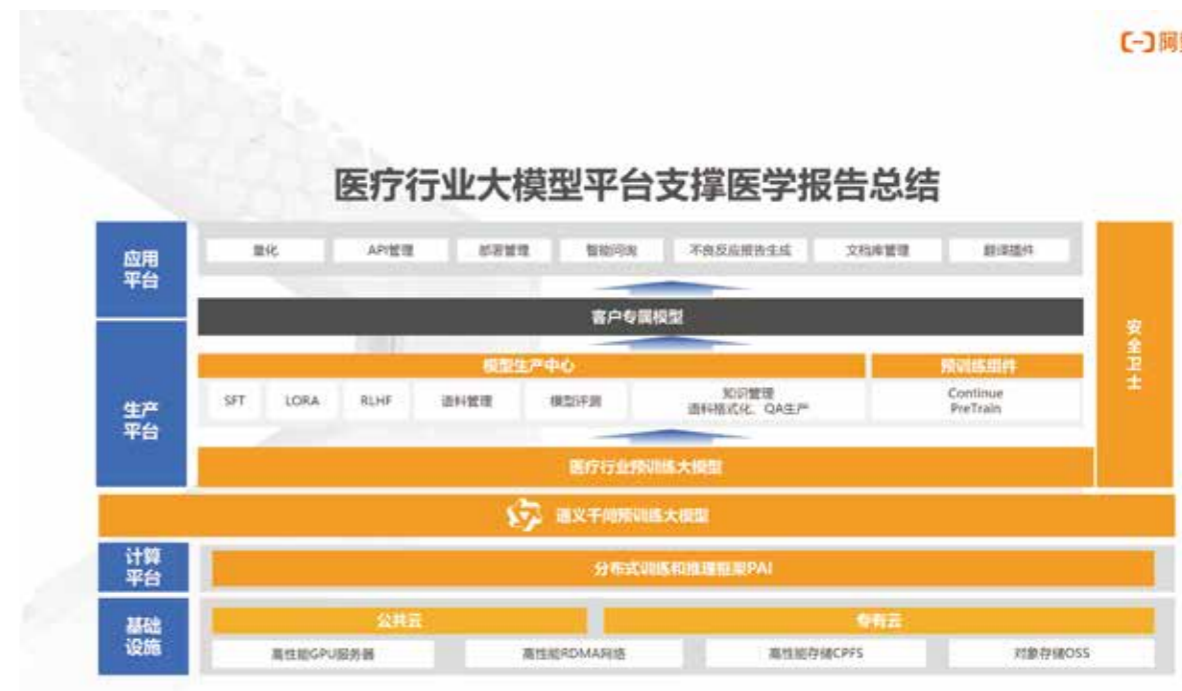 阿
医疗行业大模型平台支撑医学报告总结
应用
平台
量化
API管理
部署管理
智能问询
不良反应报告生成
文档库管理
翻译插件
客户专属模型
生产
平台
模型生产中心
预训练组件
SFT
LORA
RLHF
语料管理
模型评测
知识管理
语料格式化、QA生产
Continue
PreTrain
医疗行业预训练大模型
安全卫士
通义千问预训练大模型
计算
平台
分布式训练和推理框架PAI
基础
设施
公共云
专有云
高性能GPU服务器
高性能RDMA网络
高性能存储CPFS
对象存储OSS